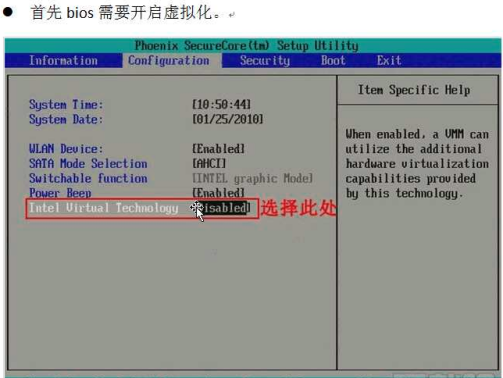 ● 首先 bios 需要开启虚拟化。
Phoenix SecureCore(tm) Setup Utility
Information Configuration Security Boot Exit
Item Specific Help
System Time: [10:50:44]
System Date: [01/25/2010]
When enabled, a VMM can
WLAN Device: [Enabled]
utilize the additional
SATA Mode Selection [AHCI]
hardware virtualization
Switchable function [INTEL graphic Mode]
capabilities provided
Power Beep [Enabled]
by this technology.
Intel Virtual Technology [Disabled] 选择此处